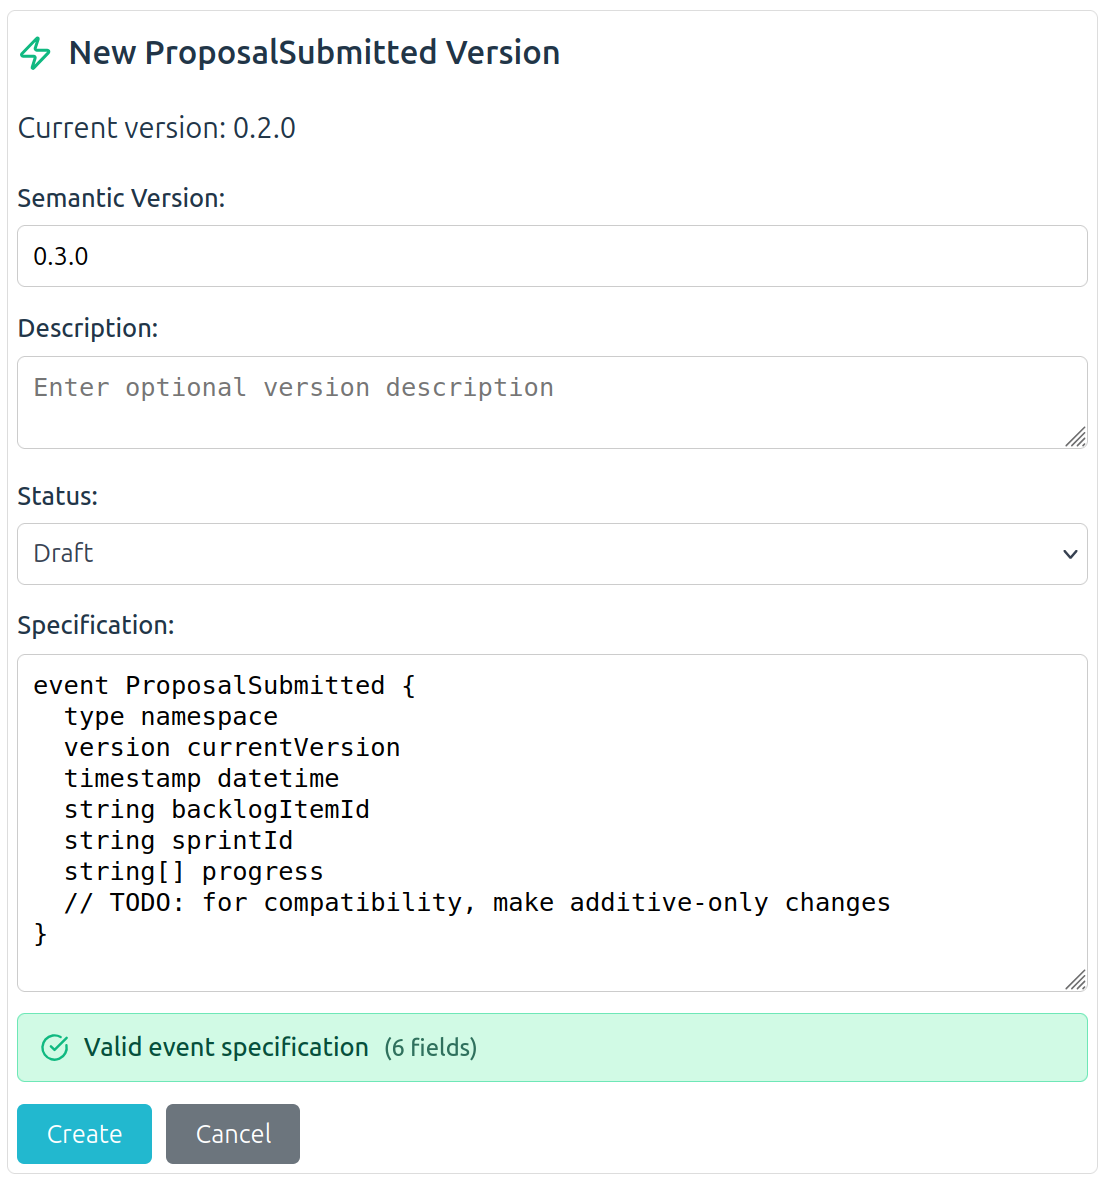 New ProposalSubmitted Version
Current version: 0.2.0
Semantic Version:
0.3.0
Description:
Enter optional version description
Status:
Draft
Specification:
event ProposalSubmitted {
  type namespace
  version currentVersion
  timestamp datetime
  string backlogItemId
  string sprintId
  string[] progress
  // TODO: for compatibility, make additive-only changes
}
Valid event specification (6 fields)
Create Cancel